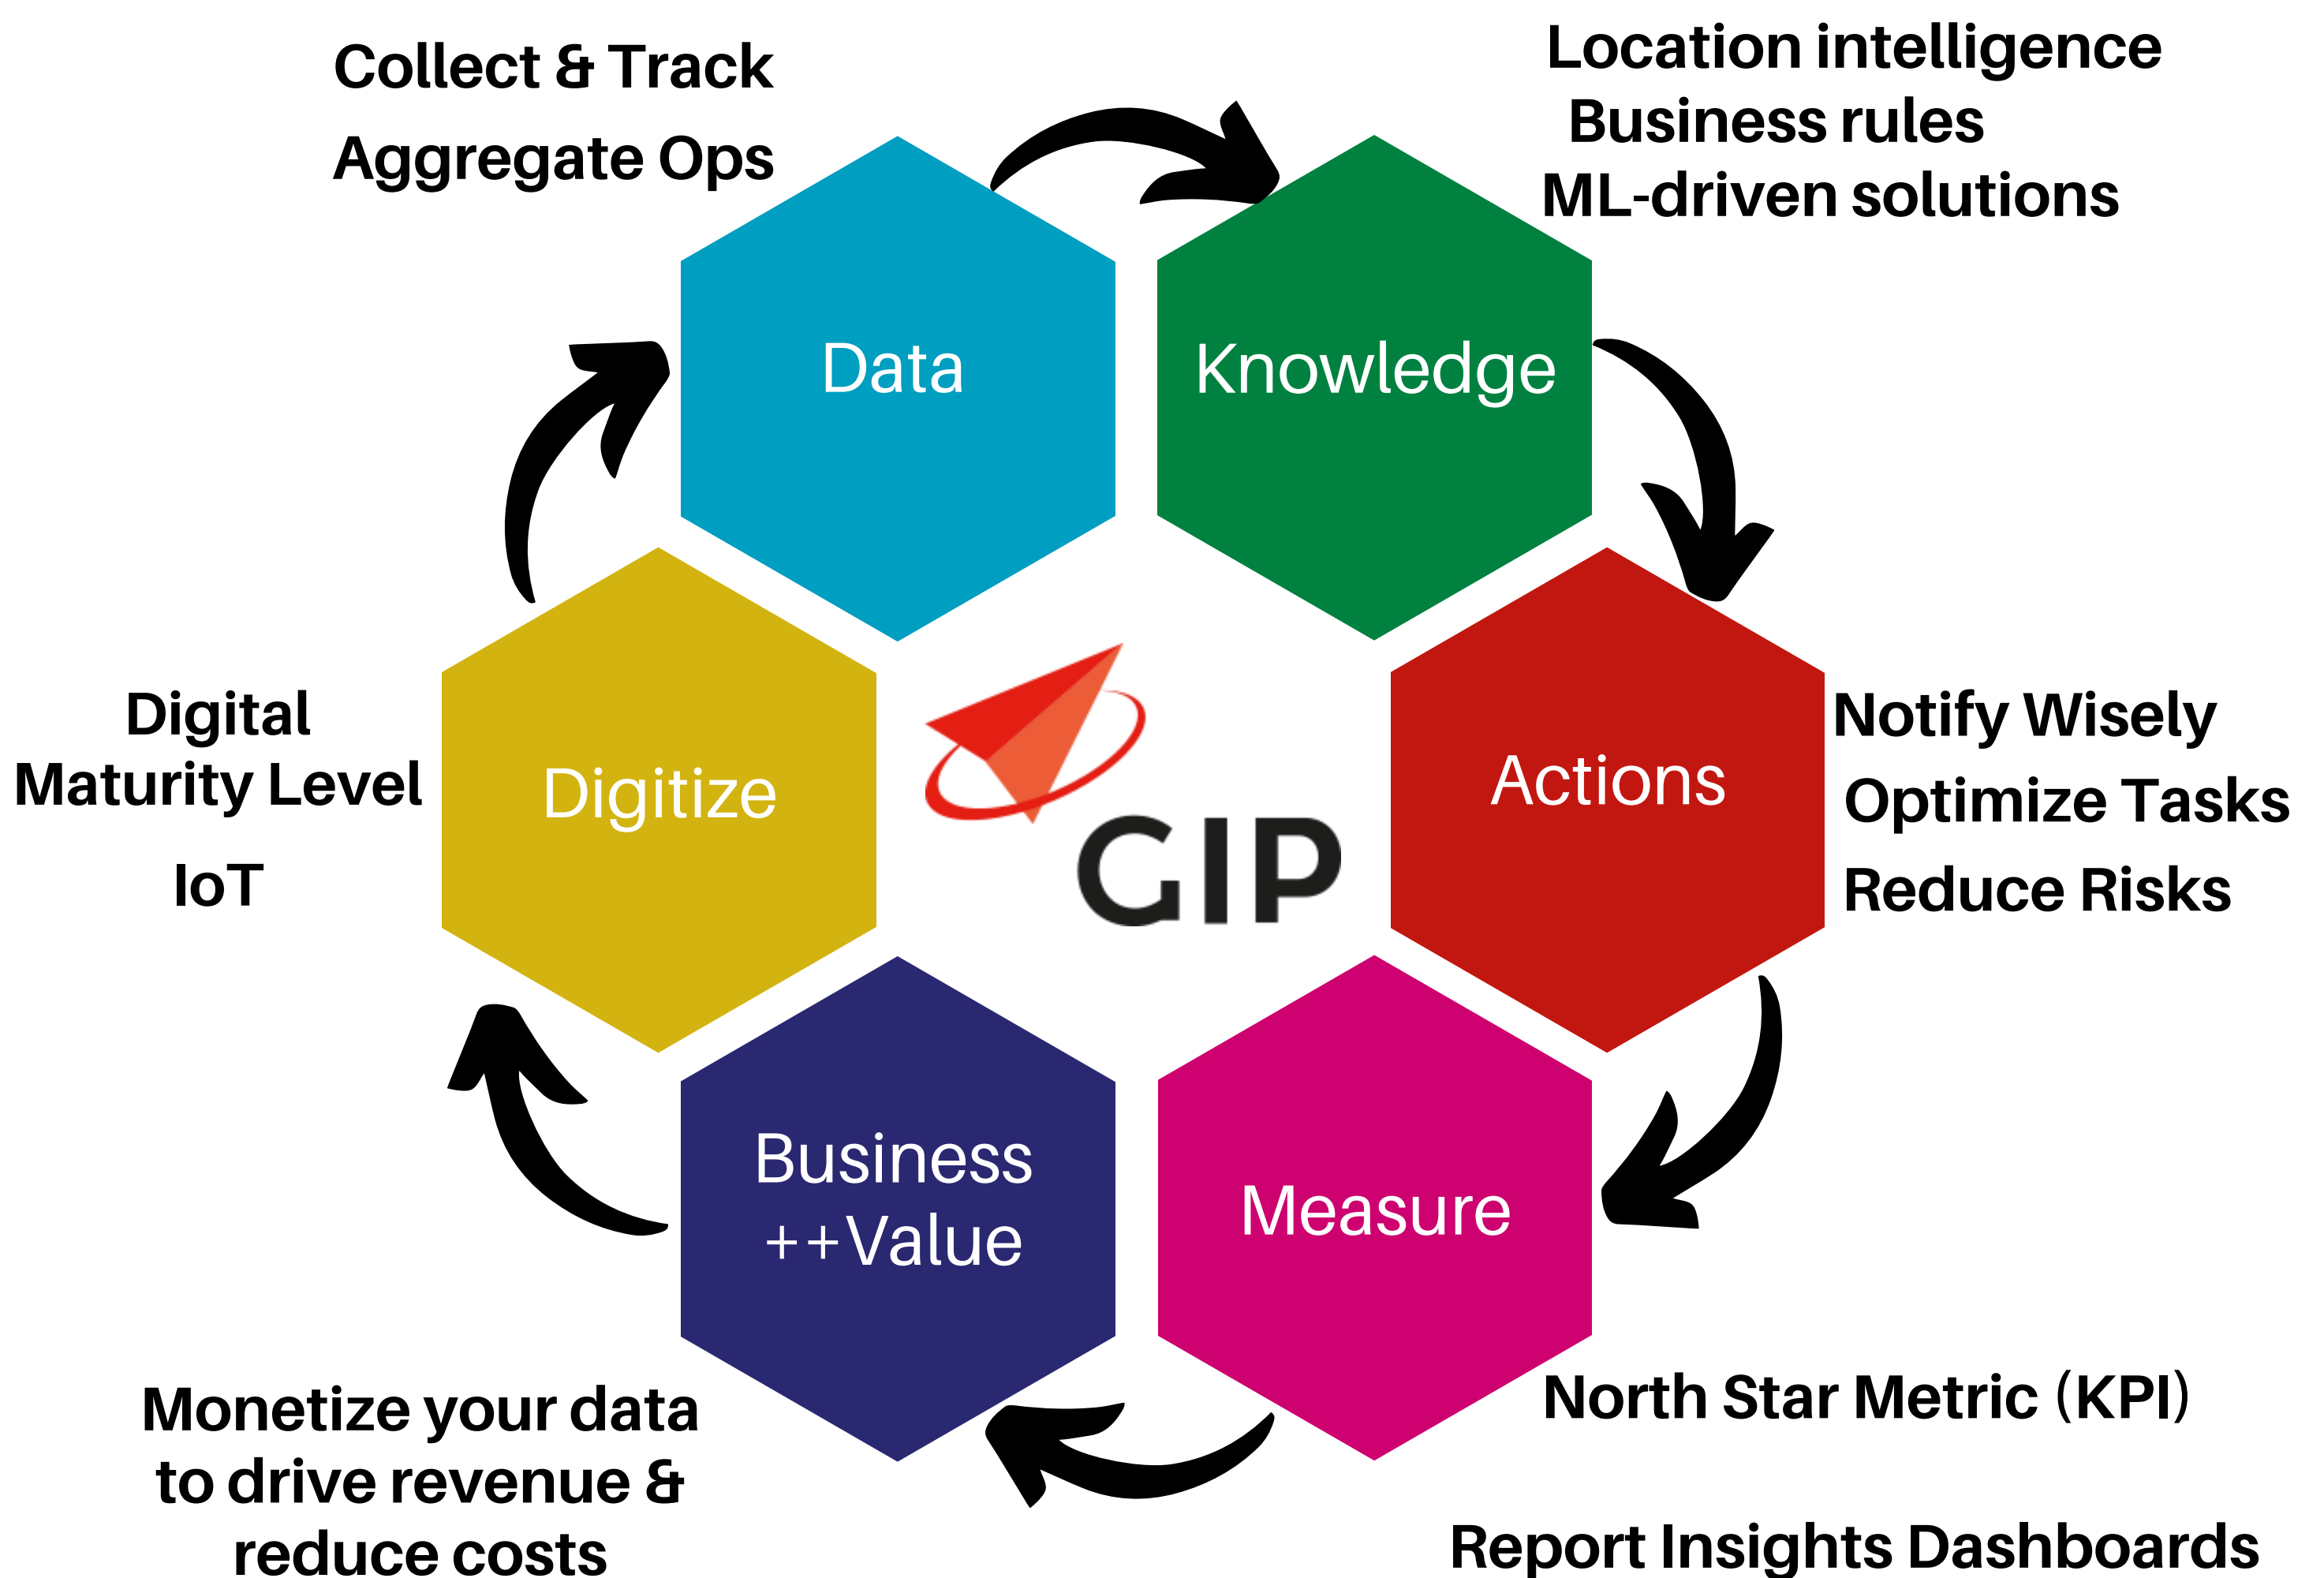 Collect & Track
Aggregate Ops
Location intelligence
Business rules
ML-driven solutions
Data
Knowledge
Digital
Maturity Level
IoT
Digitize
GIP
Actions
Notify Wisely
Optimize Tasks
Reduce Risks
Business
++Value
Measure
Monetize your data
to drive revenue &
reduce costs
North Star Metric (KPI)
Report Insights Dashboards